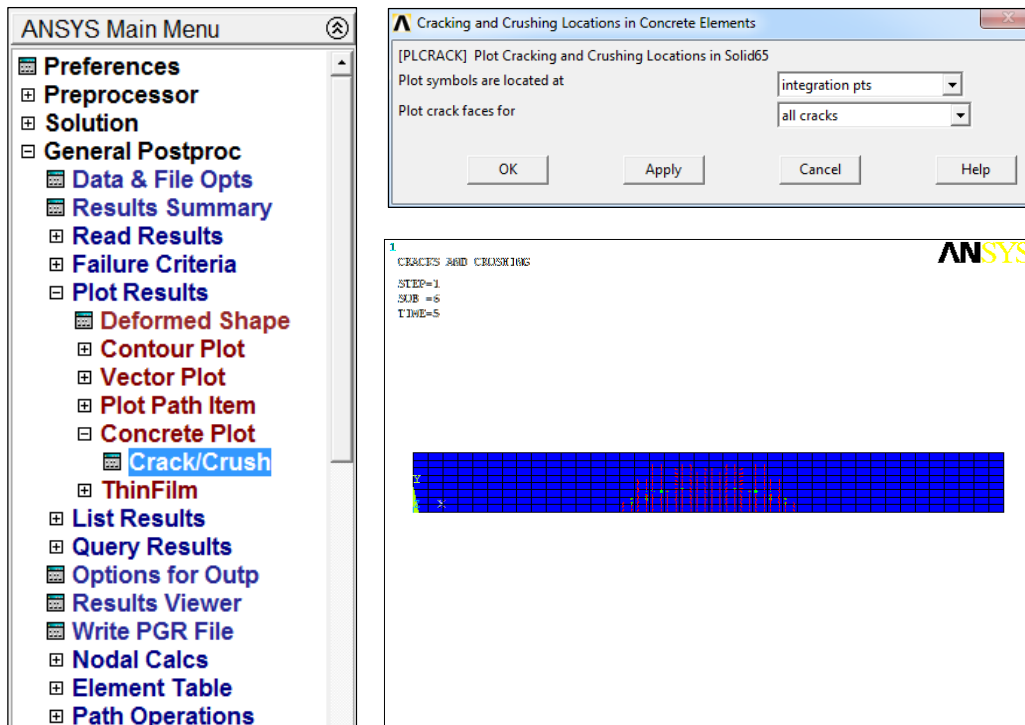 ANSYS Main Menu
Preferences
Preprocessor
Solution
General Postproc
Data & File Opts
Results Summary
Read Results
Failure Criteria
Plot Results
Deformed Shape
Contour Plot
Vector Plot
Plot Path Item
Concrete Plot
Crack/Crush
ThinFilm
List Results
Query Results
Options for Outp
Results Viewer
Write PGR File
Nodal Calcs
Element Table
Path Operations
Cracking and Crushing Locations in Concrete Elements
[PLCRACK] Plot Cracking and Crushing Locations in Solid65
Plot symbols are located at
integration pts
Plot crack faces for
all cracks
OK Apply Cancel Help
1
ANSYS
CRACKS AND CRUSHING
STEP=1
SUB =6
TIME=5
Y
X